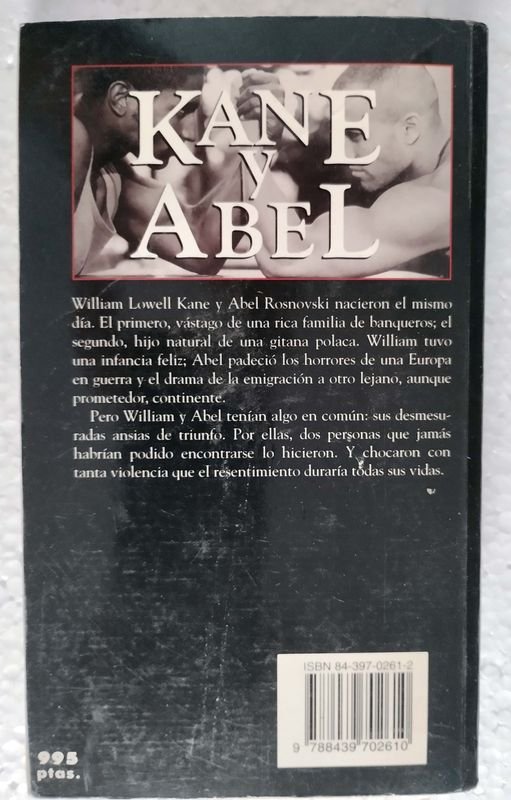 KANE
y
ABEL
William Lowell Kane y Abel Rosnovski nacieron el mismo
día. El primero, vástago de una rica familia de banqueros; el
segundo, hijo natural de una gitana polaca. William tuvo
una infancia feliz; Abel padeció los horrores de una Europa
en guerra y el drama de la emigración a otro lejano, aunque
prometedor, continente.
Pero William y Abel tenían algo en común: sus desmesu-
radas ansias de triunfo. Por ellas, dos personas que jamás
habrían podido encontrarse lo hicieron. Y chocaron con
tanta violencia que el resentimiento duraría todas sus vidas.
ISBN 84-397-0261-2
9 788439 702610
995
ptas.